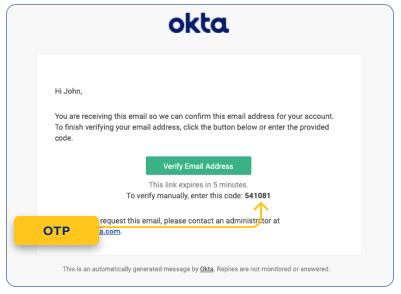 okta
Hi John,
You are receiving this email so we can confirm this email address for your account.
To finish verifying your email address, click the button below or enter the provided
code.
Verify Email Address
This link expires in 5 minutes.
To verify manually, enter this code: 541081
request this email, please contact an administrator at
OTP
a.com.
This is an automatically generated message by Okta. Replies are not monitored or answered.